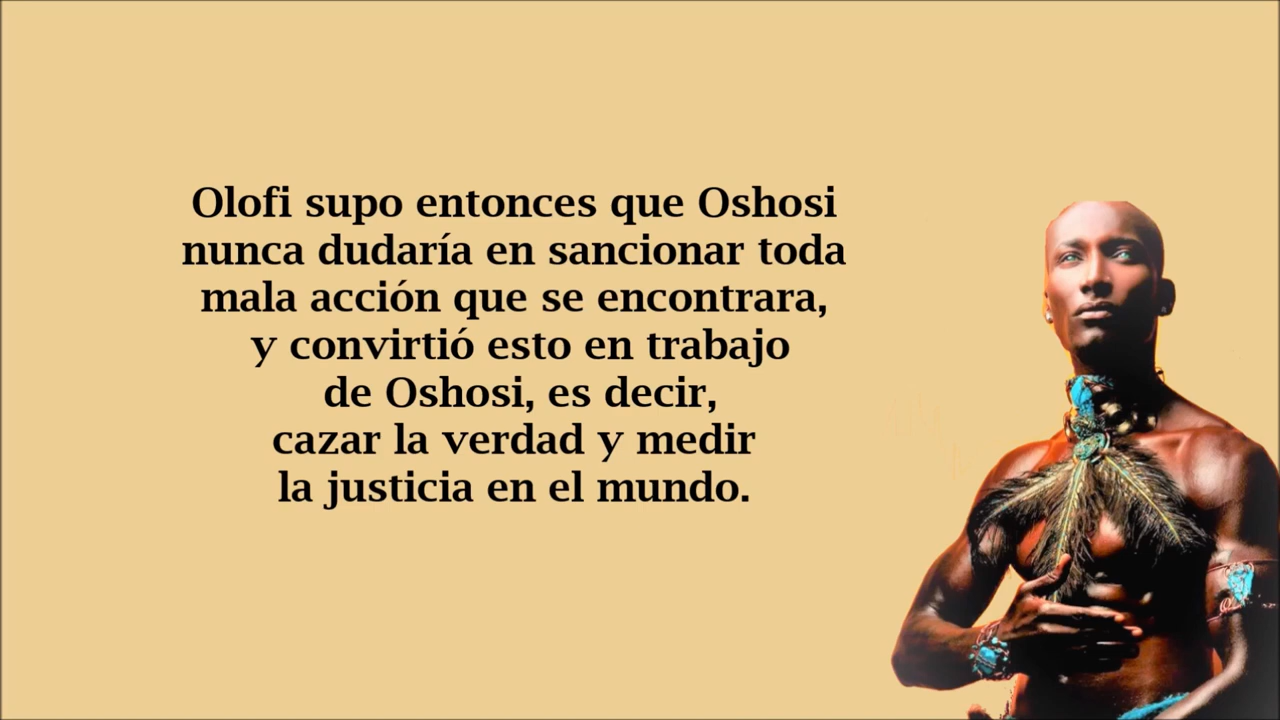 Olofi supo entonces que Oshosi
nunca dudaría en sancionar toda
mala acción que se encontrara,
y convirtió esto en trabajo
de Oshosi, es decir,
cazar la verdad y medir
la justicia en el mundo.